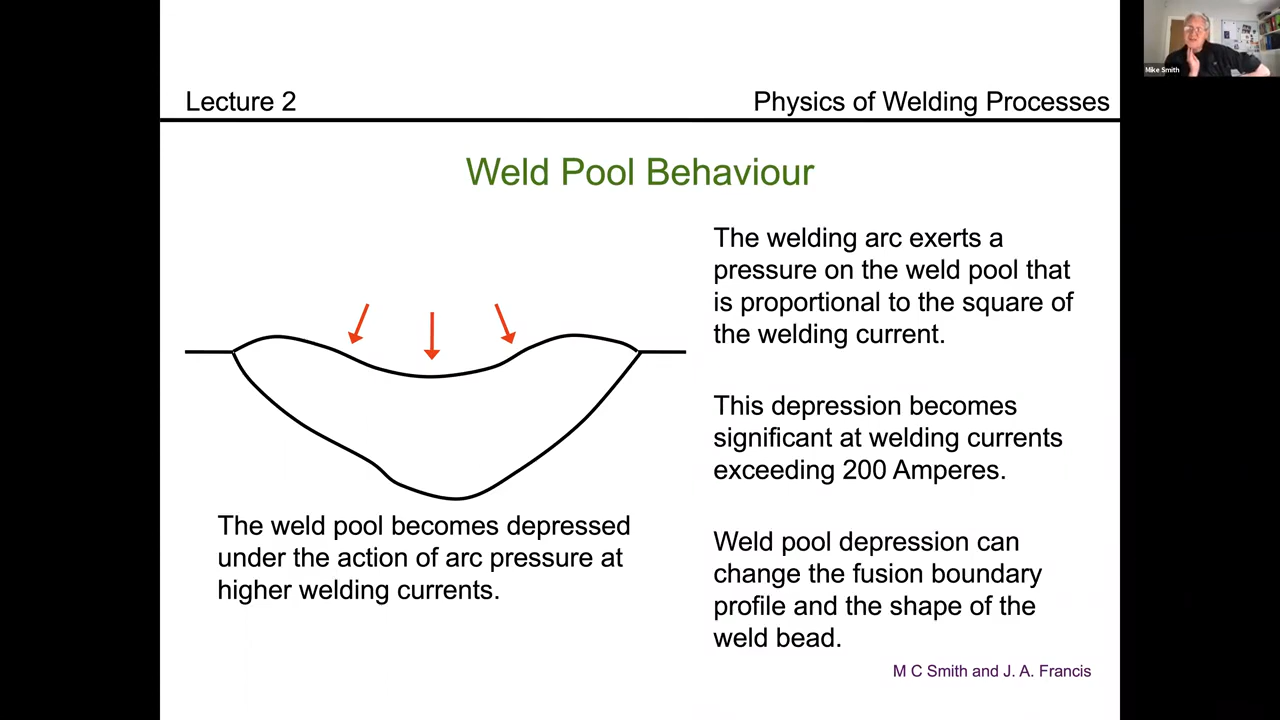 Mike Smith
Lecture 2
Physics of Welding Processes
Weld Pool Behaviour
The welding arc exerts a
pressure on the weld pool that
is proportional to the square of
the welding current.
This depression becomes
significant at welding currents
exceeding 200 Amperes.
The weld pool becomes depressed
under the action of arc pressure at
higher welding currents.
Weld pool depression can
change the fusion boundary
profile and the shape of the
weld bead.
M C Smith and J. A. Francis